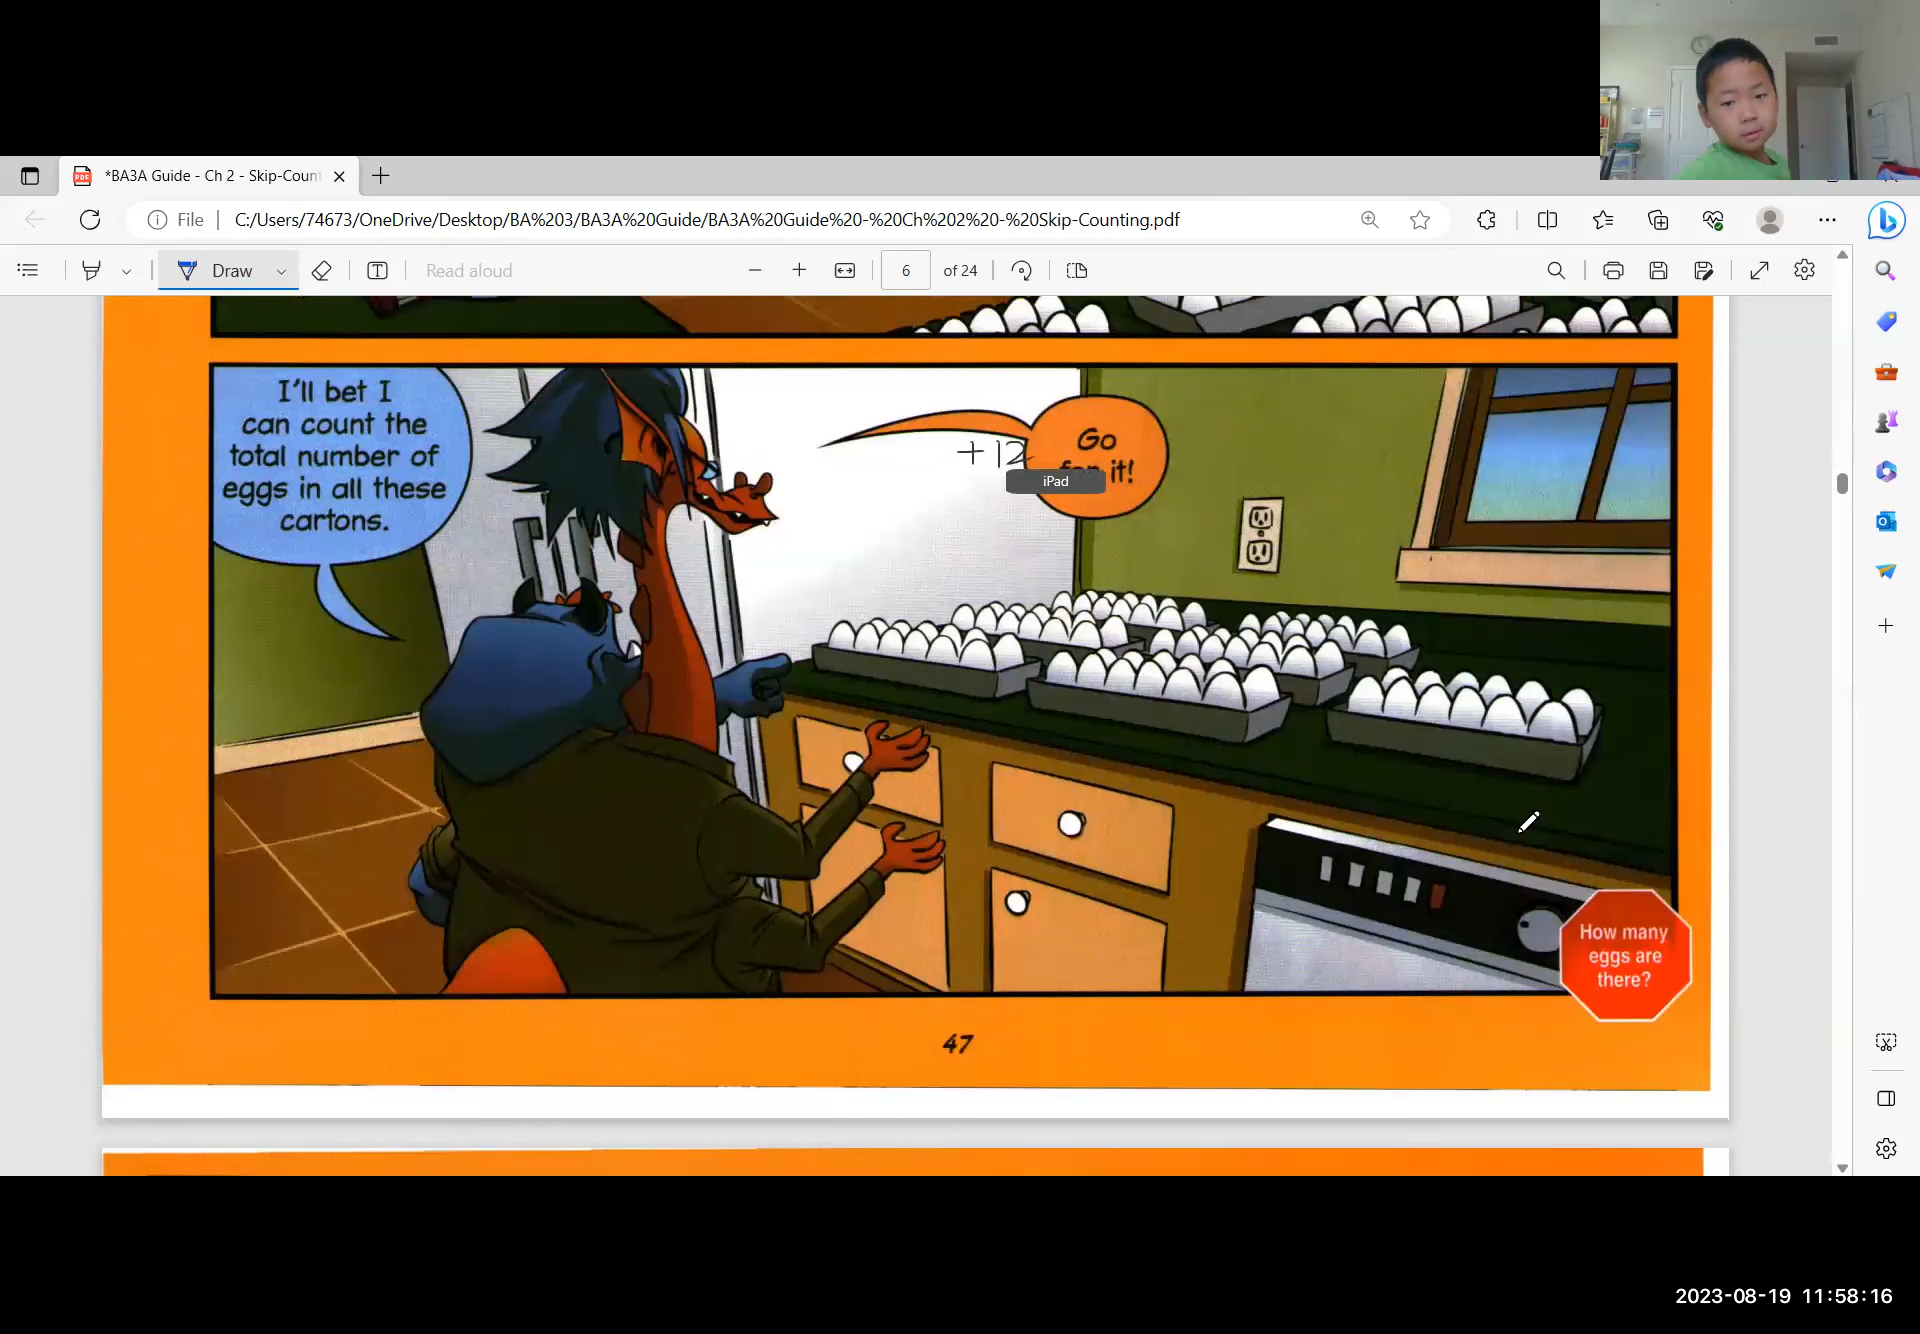 *BA3A Guide - Ch 2 - Skip-Count
File
C:/Users/74673/OneDrive/Desktop/BA%203/BA3A%20Guide/BA3A%20Guide%20-%20Ch%202%20-%20Skip-Counting.pdf
Draw
Read aloud
6
of 24
I'll bet I
can count the
total number of
eggs in all these
cartons.
Go
it!
+12
iPad
How many
eggs are
there?
47
2023-08-19 11:58:16